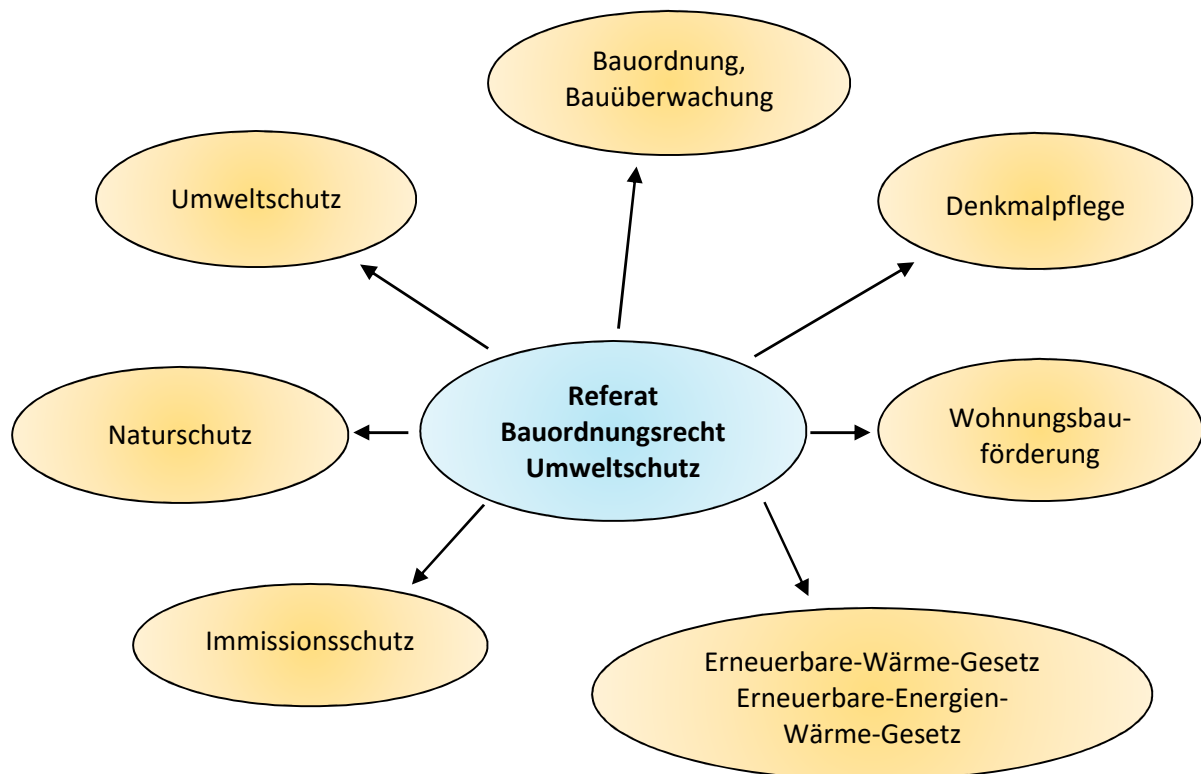 Bauordnung,
Bauüberwachung
Umweltschutz
Denkmalpflege
Referat
Bauordnungsrecht
Umweltschutz
Naturschutz
Wohnungsbau-
förderung
Immissionsschutz
Erneuerbare-Wärme-Gesetz
Erneuerbare-Energien-
Wärme-Gesetz